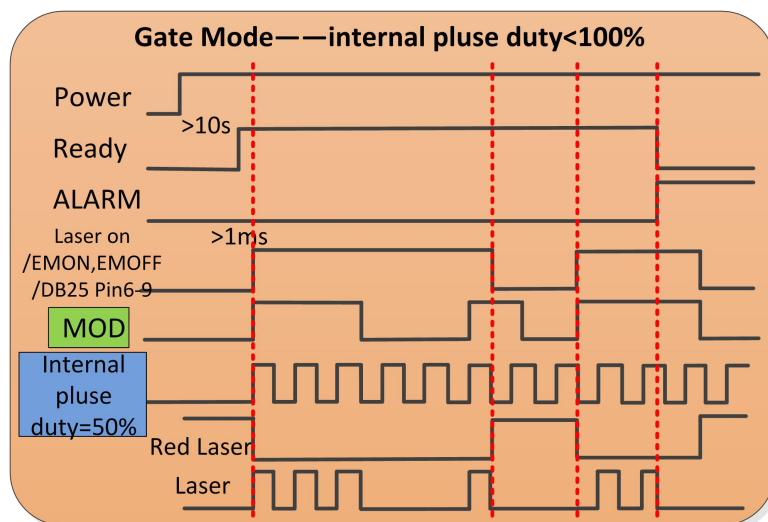 Gate Mode——internal pluse duty<100%
Power
>10s
Ready
ALARM
Laser on
>1ms
/EMON,EMOFF
/DB25 Pin6-9
MOD
Internal
pluse
duty=50%
Red Laser
Laser